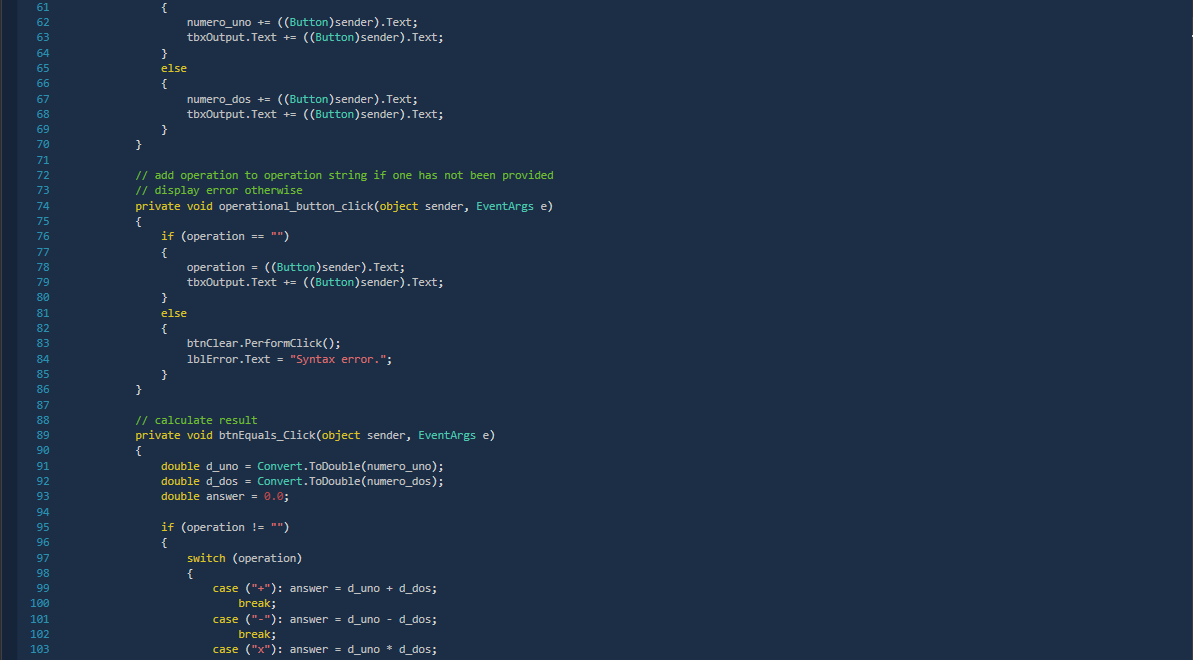 61 {
62 numero_uno += ((Button)sender).Text;
63 tbxOutput.Text += ((Button)sender).Text;
64 }
65 else
66 {
67 numero_dos += ((Button)sender).Text;
68 tbxOutput.Text += ((Button)sender).Text;
69 }
70 }
71
72 // add operation to operation string if one has not been provided
73 // display error otherwise
74 private void operational_button_click(object sender, EventArgs e)
75 {
76 if (operation == "")
77 {
78 operation = ((Button)sender).Text;
79 tbxOutput.Text += ((Button)sender).Text;
80 }
81 else
82 {
83 btnClear.PerformClick();
84 lblError.Text = "Syntax error.";
85 }
86 }
87
88 // calculate result
89 private void btnEquals_Click(object sender, EventArgs e)
90 {
91 double d_uno = Convert.ToDouble(numero_uno);
92 double d_dos = Convert.ToDouble(numero_dos);
93 double answer = 0.0;
94
95 if (operation != "")
96 {
97 switch (operation)
98 {
99 case ("+"): answer = d_uno + d_dos;
100 break;
101 case ("-"): answer = d_uno - d_dos;
102 break;
103 case ("x"): answer = d_uno * d_dos;